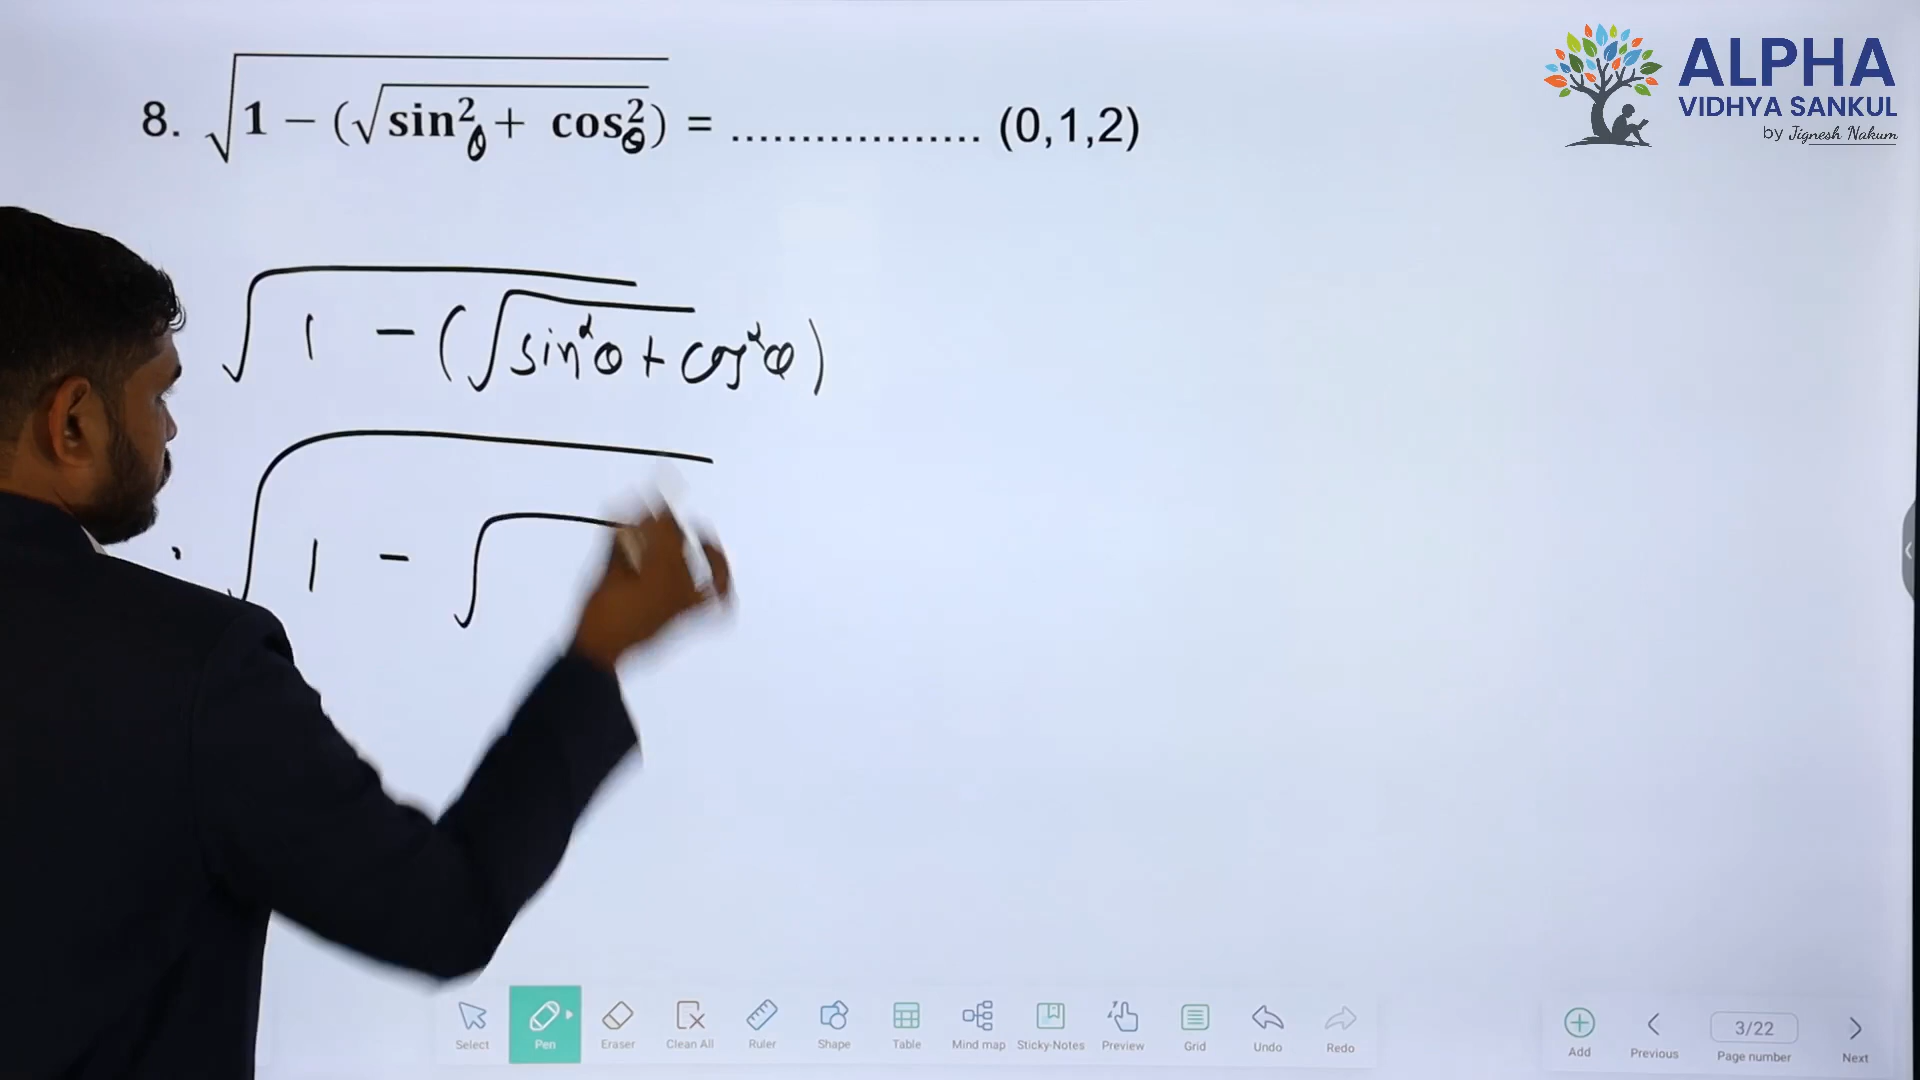 8. √1 − (√sin²θ + cos²θ) = .................. (0,1,2)
ALPHA
VIDHYA SANKUL
by Jignesh Nakum
√1 − (√sin²θ + cos²θ)
√1 − √
Select
Pen
Eraser
Clean All
Ruler
Shape
Table
Mind map
Sticky-Notes
Preview
Grid
Undo
Redo
Add
Previous
3/22
Page number
Next